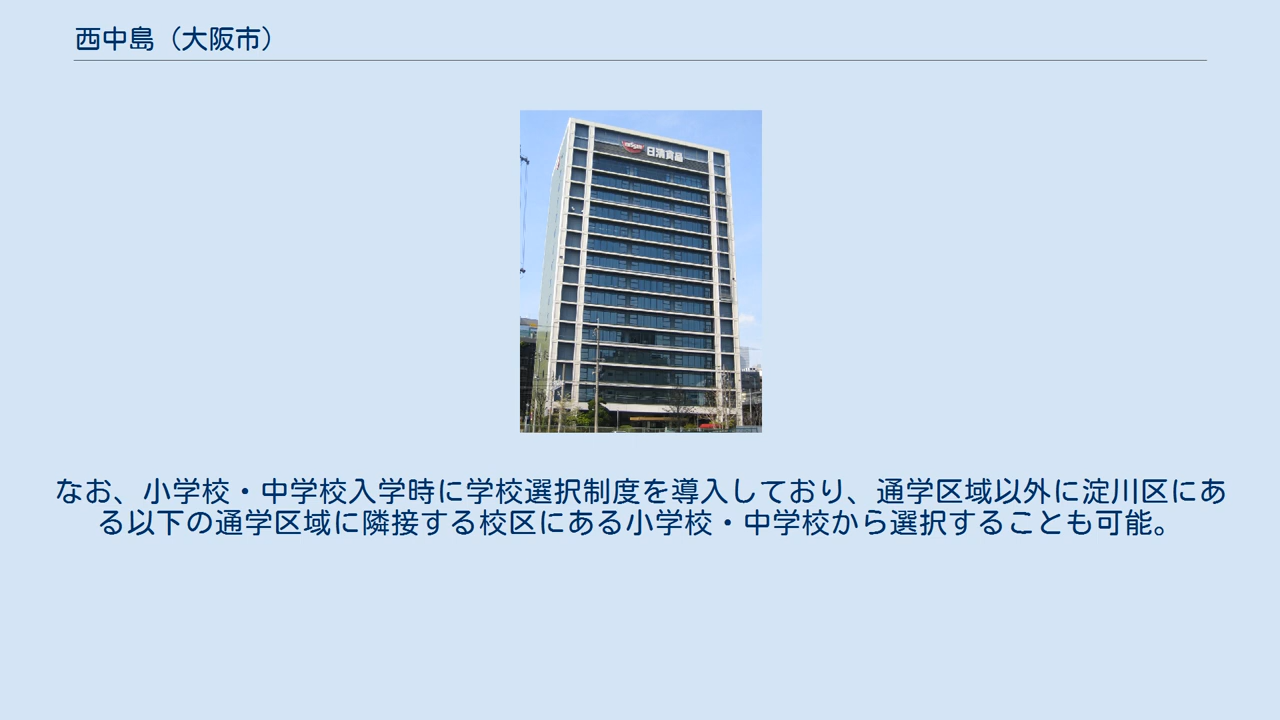 西中島（大阪市）
nissin 日清食品
なお、小学校・中学校入学時に学校選択制度を導入しており、通学区域以外に淀川区にあ
る以下の通学区域に隣接する校区にある小学校・中学校から選択することも可能。